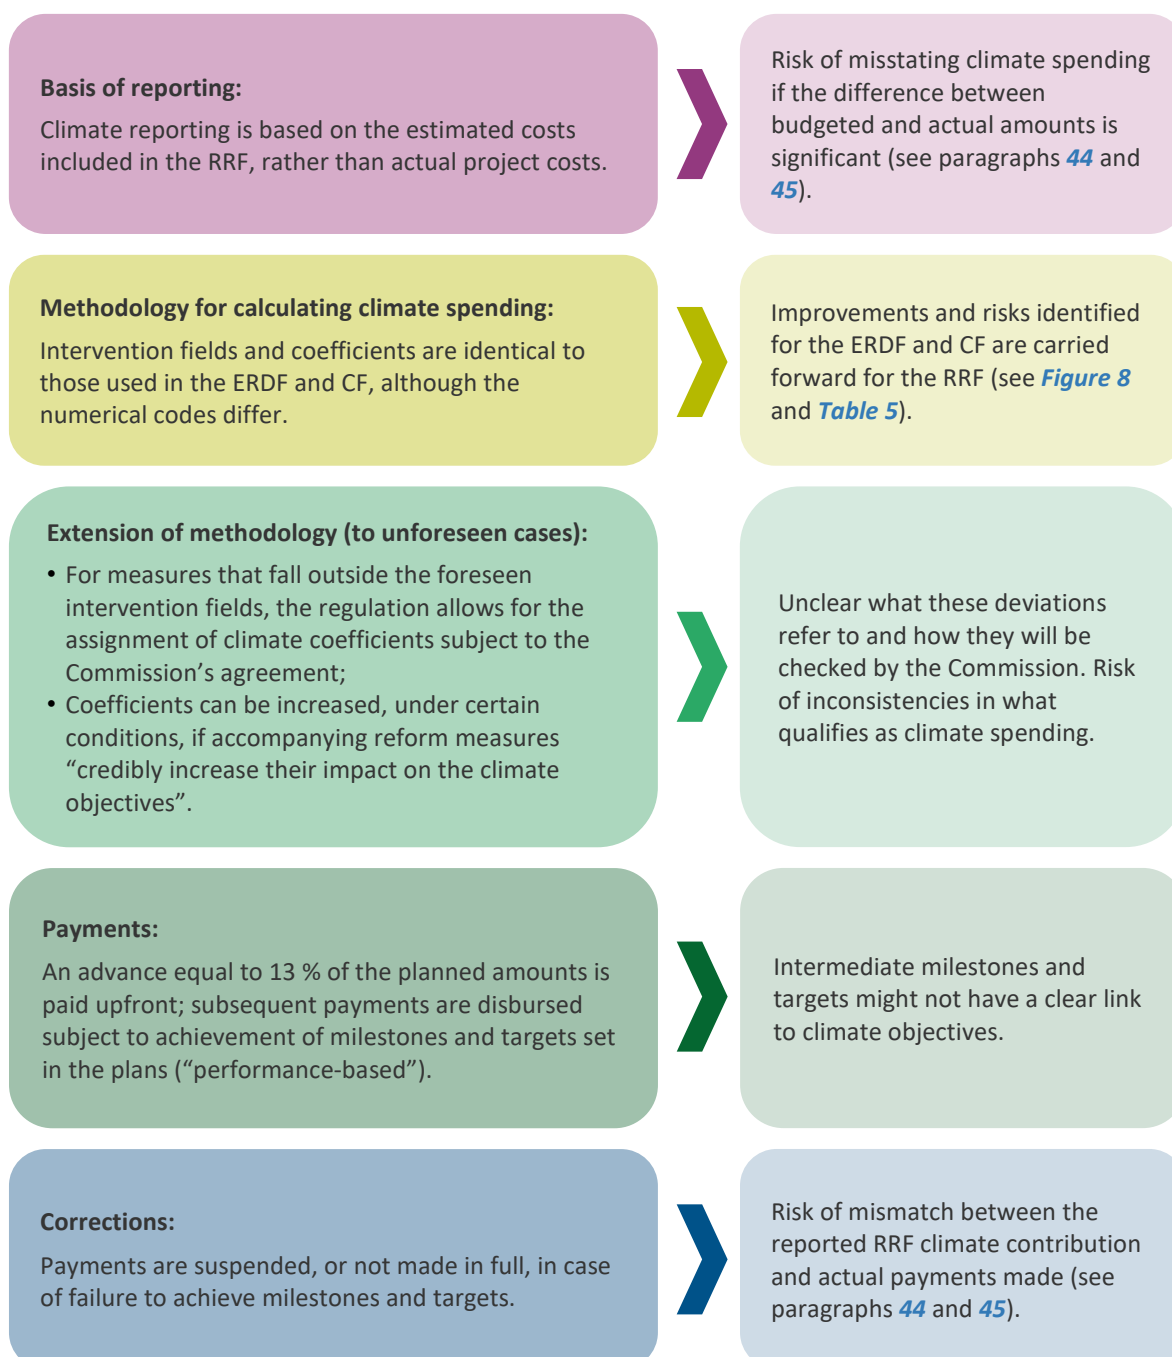 Basis of reporting:
Climate reporting is based on the estimated costs
included in the RRF, rather than actual project costs.
Risk of misstating climate spending
if the difference between
budgeted and actual amounts is
significant (see paragraphs 44 and
45).
Methodology for calculating climate spending:
Intervention fields and coefficients are identical to
those used in the ERDF and CF, although the
numerical codes differ.
Improvements and risks identified
for the ERDF and CF are carried
forward for the RRF (see Figure 8
and Table 5).
Extension of methodology (to unforeseen cases):
• For measures that fall outside the foreseen
intervention fields, the regulation allows for the
assignment of climate coefficients subject to the
Commission’s agreement;
• Coefficients can be increased, under certain
conditions, if accompanying reform measures
“credibly increase their impact on the climate
objectives”.
Unclear what these deviations
refer to and how they will be
checked by the Commission. Risk
of inconsistencies in what
qualifies as climate spending.
Payments:
An advance equal to 13 % of the planned amounts is
paid upfront; subsequent payments are disbursed
subject to achievement of milestones and targets set
in the plans (“performance-based”).
Intermediate milestones and
targets might not have a clear link
to climate objectives.
Corrections:
Payments are suspended, or not made in full, in case
of failure to achieve milestones and targets.
Risk of mismatch between the
reported RRF climate contribution
and actual payments made (see
paragraphs 44 and 45).